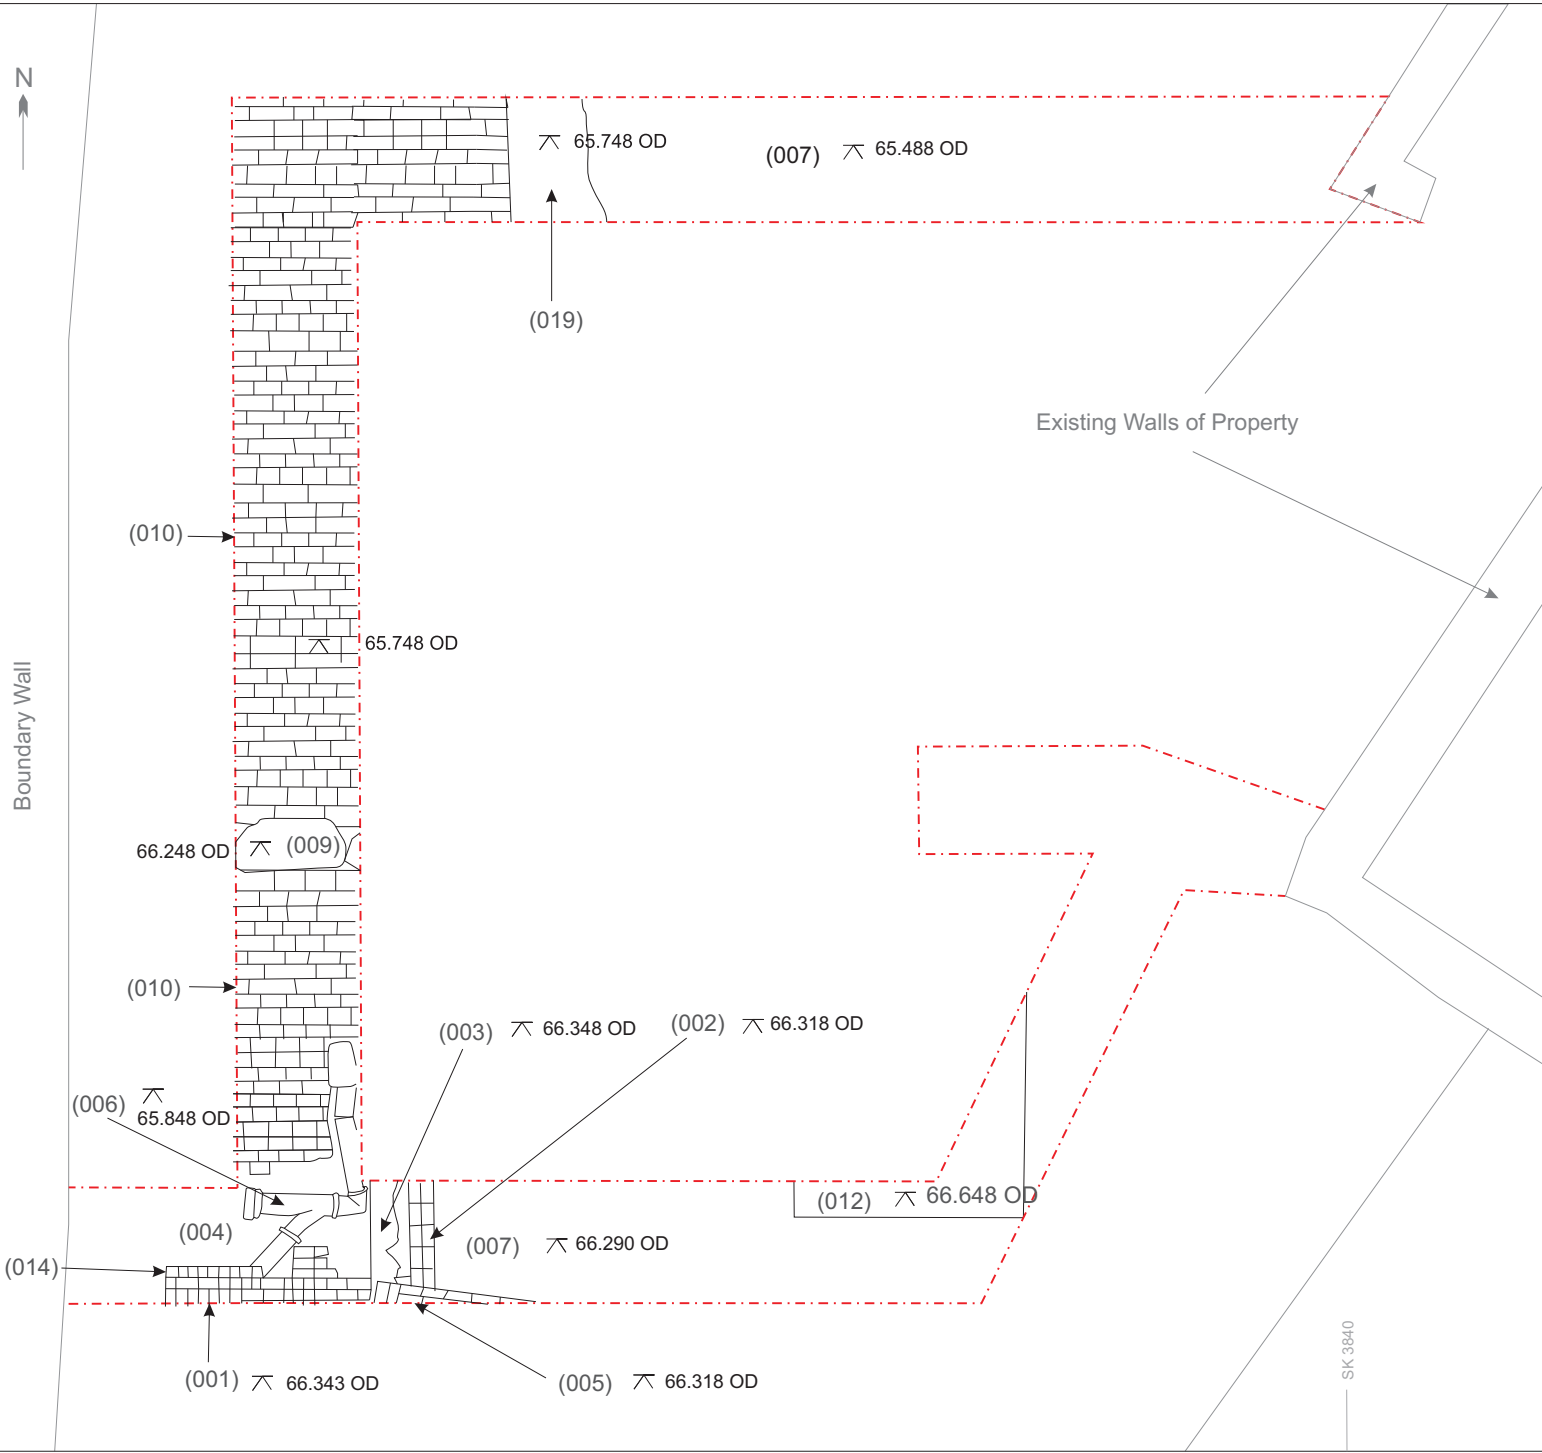 N
65.748 OD
(007)
65.488 OD
(019)
Existing Walls of Property
(010)
65.748 OD
Boundary Wall
66.248 OD
(009)
(010)
(003)
66.348 OD
(002)
66.318 OD
(006)
65.848 OD
(012)
66.648 OD
(004)
(007)
66.290 OD
(014)
(001)
66.343 OD
(005)
66.318 OD
SK 3840